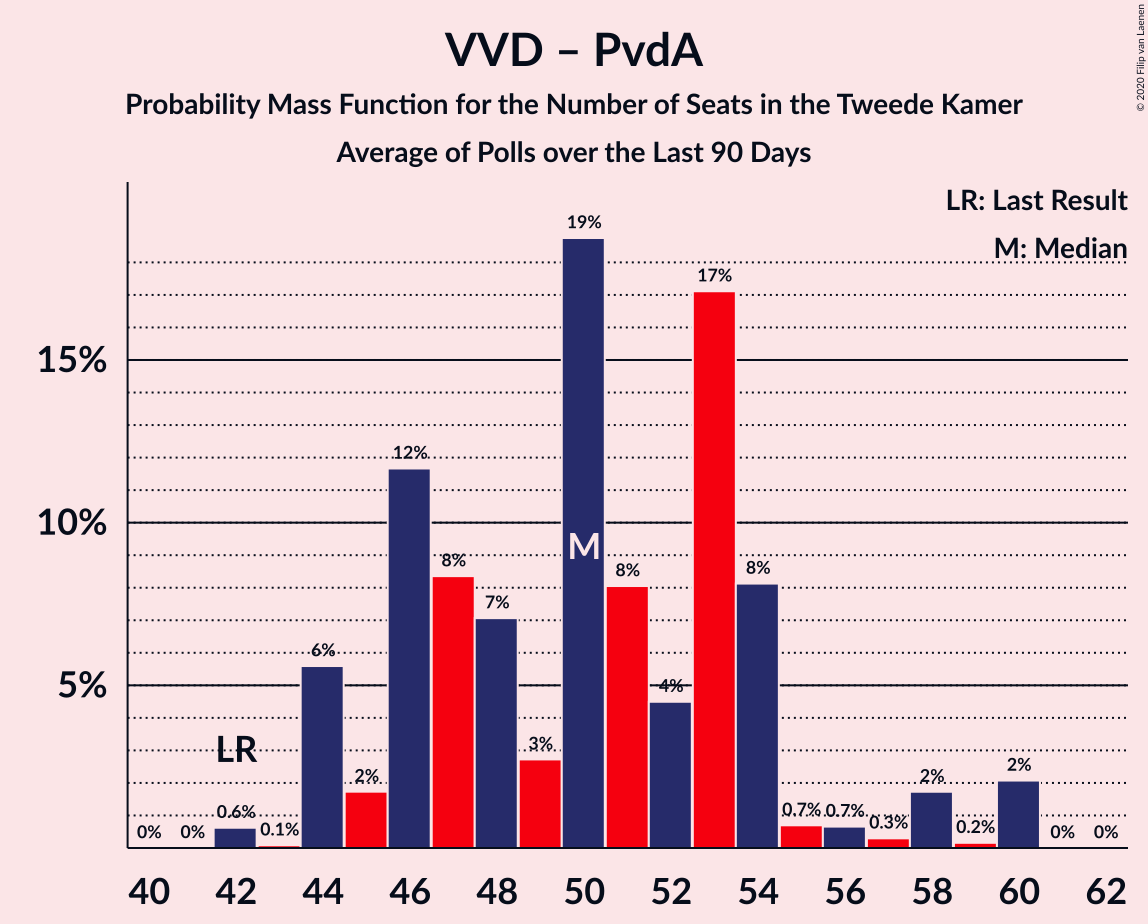 VVD – PvdA
Probability Mass Function for the Number of Seats in the Tweede Kamer
Average of Polls over the Last 90 Days
© 2020 Filip van Laenen
LR: Last Result
M: Median
15%
10%
5%
0%
0%
0.6%
0.1%
6%
2%
12%
8%
7%
3%
19%
8%
4%
17%
8%
0.7%
0.7%
0.3%
2%
0.2%
2%
0%
0%
LR
M
40 42 44 46 48 50 52 54 56 58 60 62